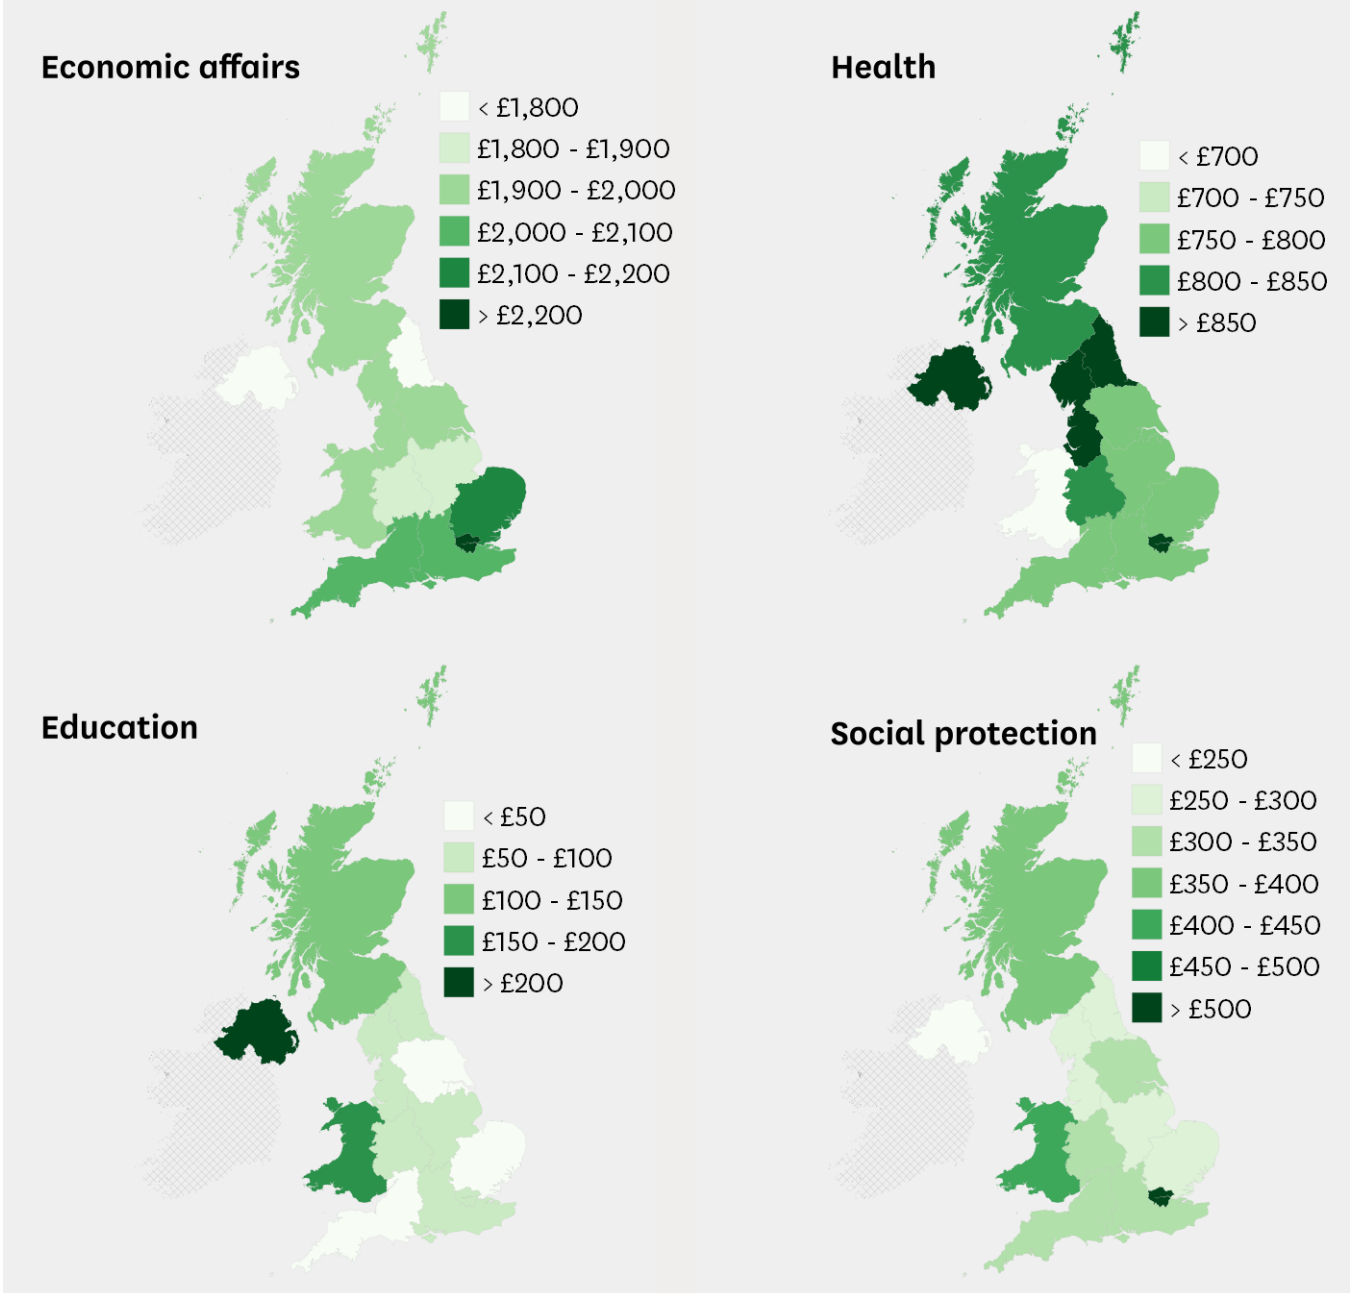 Economic affairs
< £1,800
£1,800 - £1,900
£1,900 - £2,000
£2,000 - £2,100
£2,100 - £2,200
> £2,200
Health
< £700
£700 - £750
£750 - £800
£800 - £850
> £850
Education
< £50
£50 - £100
£100 - £150
£150 - £200
> £200
Social protection
< £250
£250 - £300
£300 - £350
£350 - £400
£400 - £450
£450 - £500
> £500